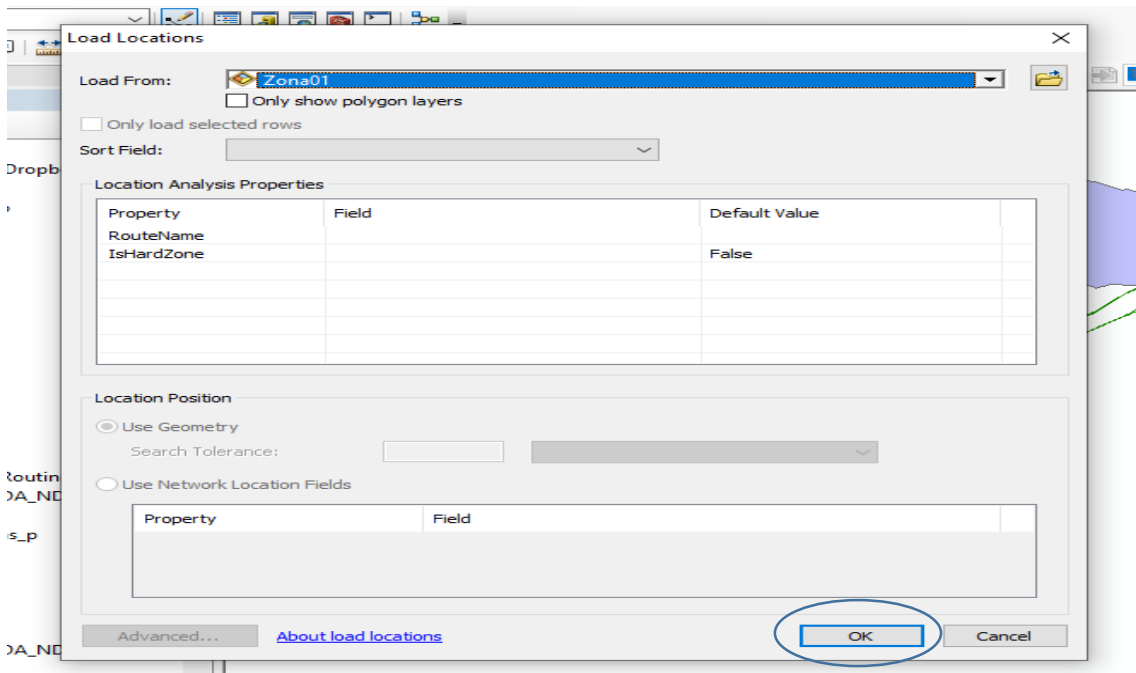 Load Locations
Load From: Zona01
Only show polygon layers
Only load selected rows
Sort Field:
Dropb
Location Analysis Properties
Property Field Default Value
RouteName
IsHardZone False
Location Position
Use Geometry
Search Tolerance:
Routin
Use Network Location Fields
DA_ND
Property Field
s_p
Advanced... About load locations OK Cancel
DA_ND